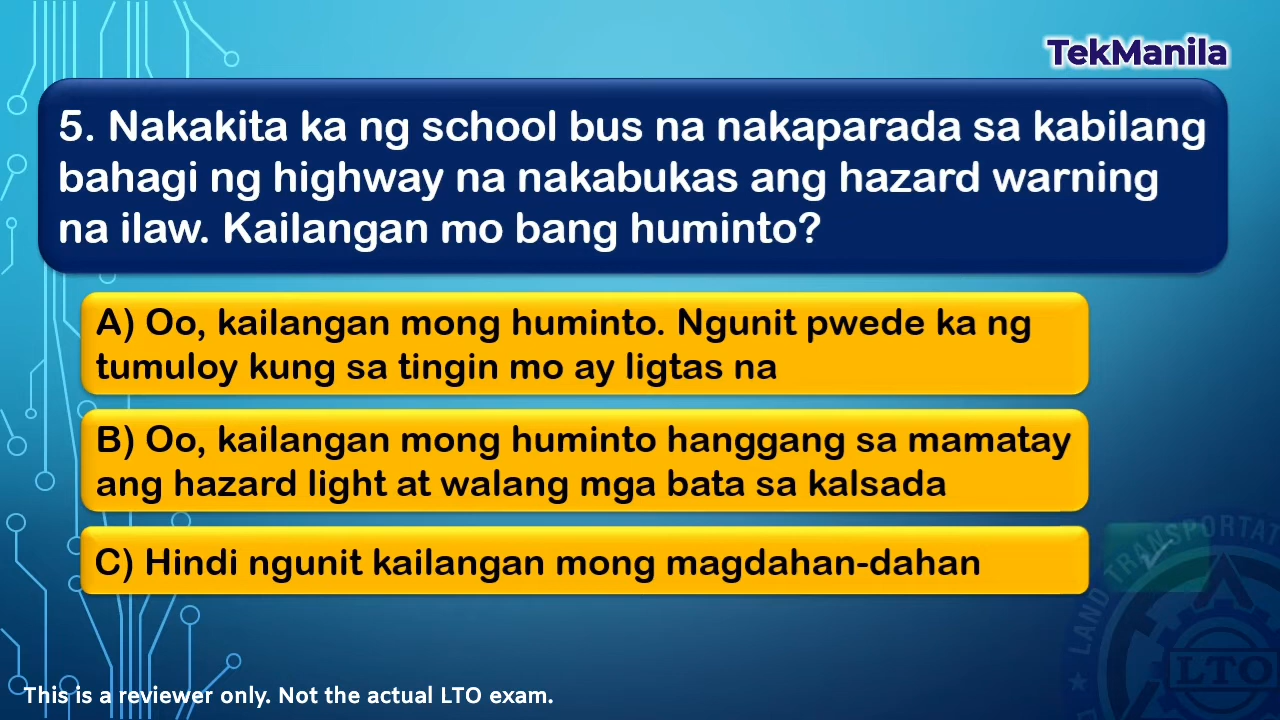 TekManila
5. Nakakita ka ng school bus na nakaparada sa kabilang
bahagi ng highway na nakabukas ang hazard warning
na ilaw. Kailangan mo bang huminto?
A) Oo, kailangan mong huminto. Ngunit pwede ka ng
tumuloy kung sa tingin mo ay ligtas na
B) Oo, kailangan mong huminto hanggang sa mamatay
ang hazard light at walang mga bata sa kalsada
C) Hindi ngunit kailangan mong magdahan-dahan
LAND TRANSPORTAT
LTO
This is a reviewer only. Not the actual LTO exam.